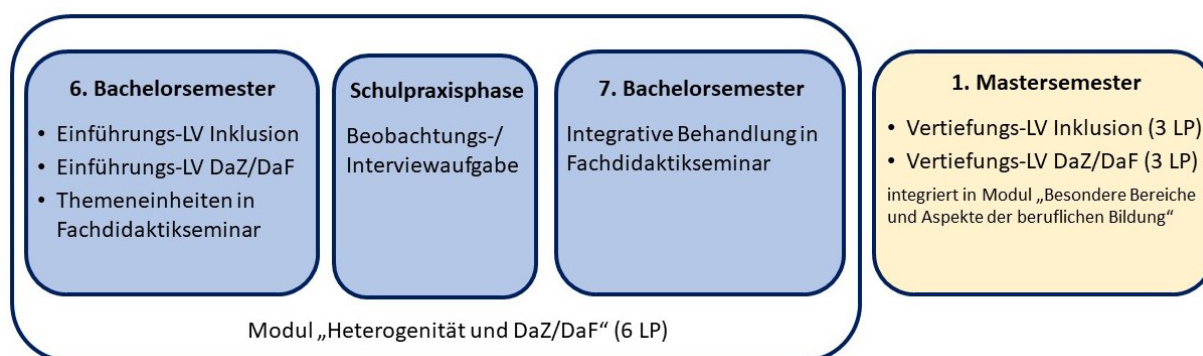 6. Bachelorsemester
• Einführungs-LV Inklusion
• Einführungs-LV DaZ/DaF
• Themeneinheiten in
Fachdidaktikseminar
Schulpraxisphase
Beobachtungs-/
Interviewaufgabe
7. Bachelorsemester
Integrative Behandlung in
Fachdidaktikseminar
Modul „Heterogenität und DaZ/DaF“ (6 LP)
1. Mastersemester
• Vertiefungs-LV Inklusion (3 LP)
• Vertiefungs-LV DaZ/DaF (3 LP)
integriert in Modul „Besondere Bereiche
und Aspekte der beruflichen Bildung“